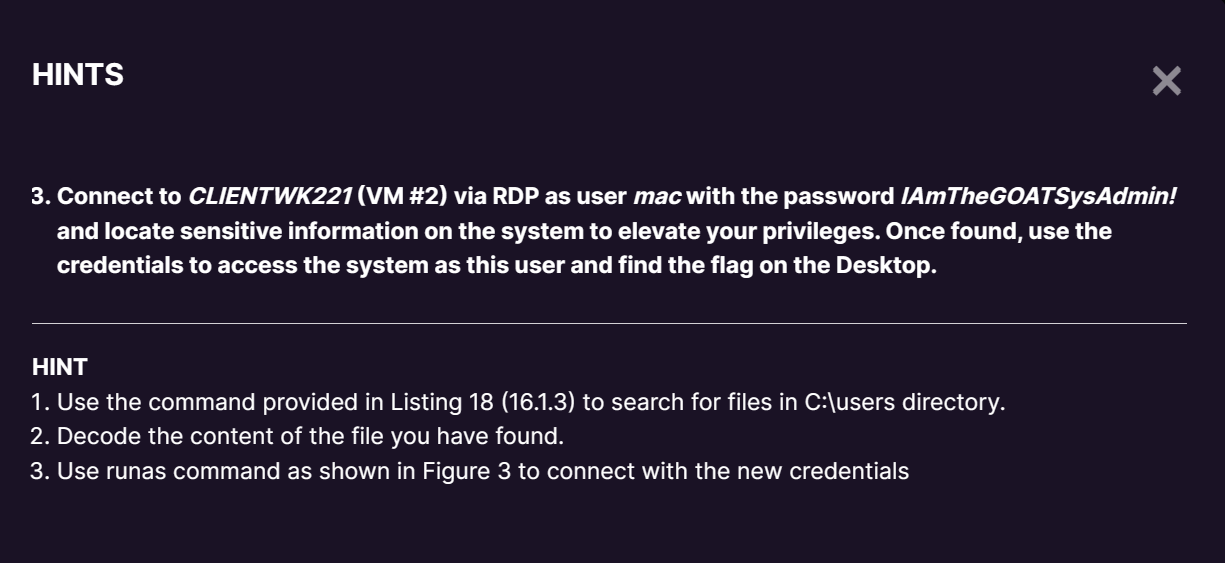 HINTS
3. Connect to CLIENTWK221 (VM #2) via RDP as user mac with the password IAmTheGOATSysAdmin!
and locate sensitive information on the system to elevate your privileges. Once found, use the
credentials to access the system as this user and find the flag on the Desktop.
HINT
1. Use the command provided in Listing 18 (16.1.3) to search for files in C:\users directory.
2. Decode the content of the file you have found.
3. Use runas command as shown in Figure 3 to connect with the new credentials